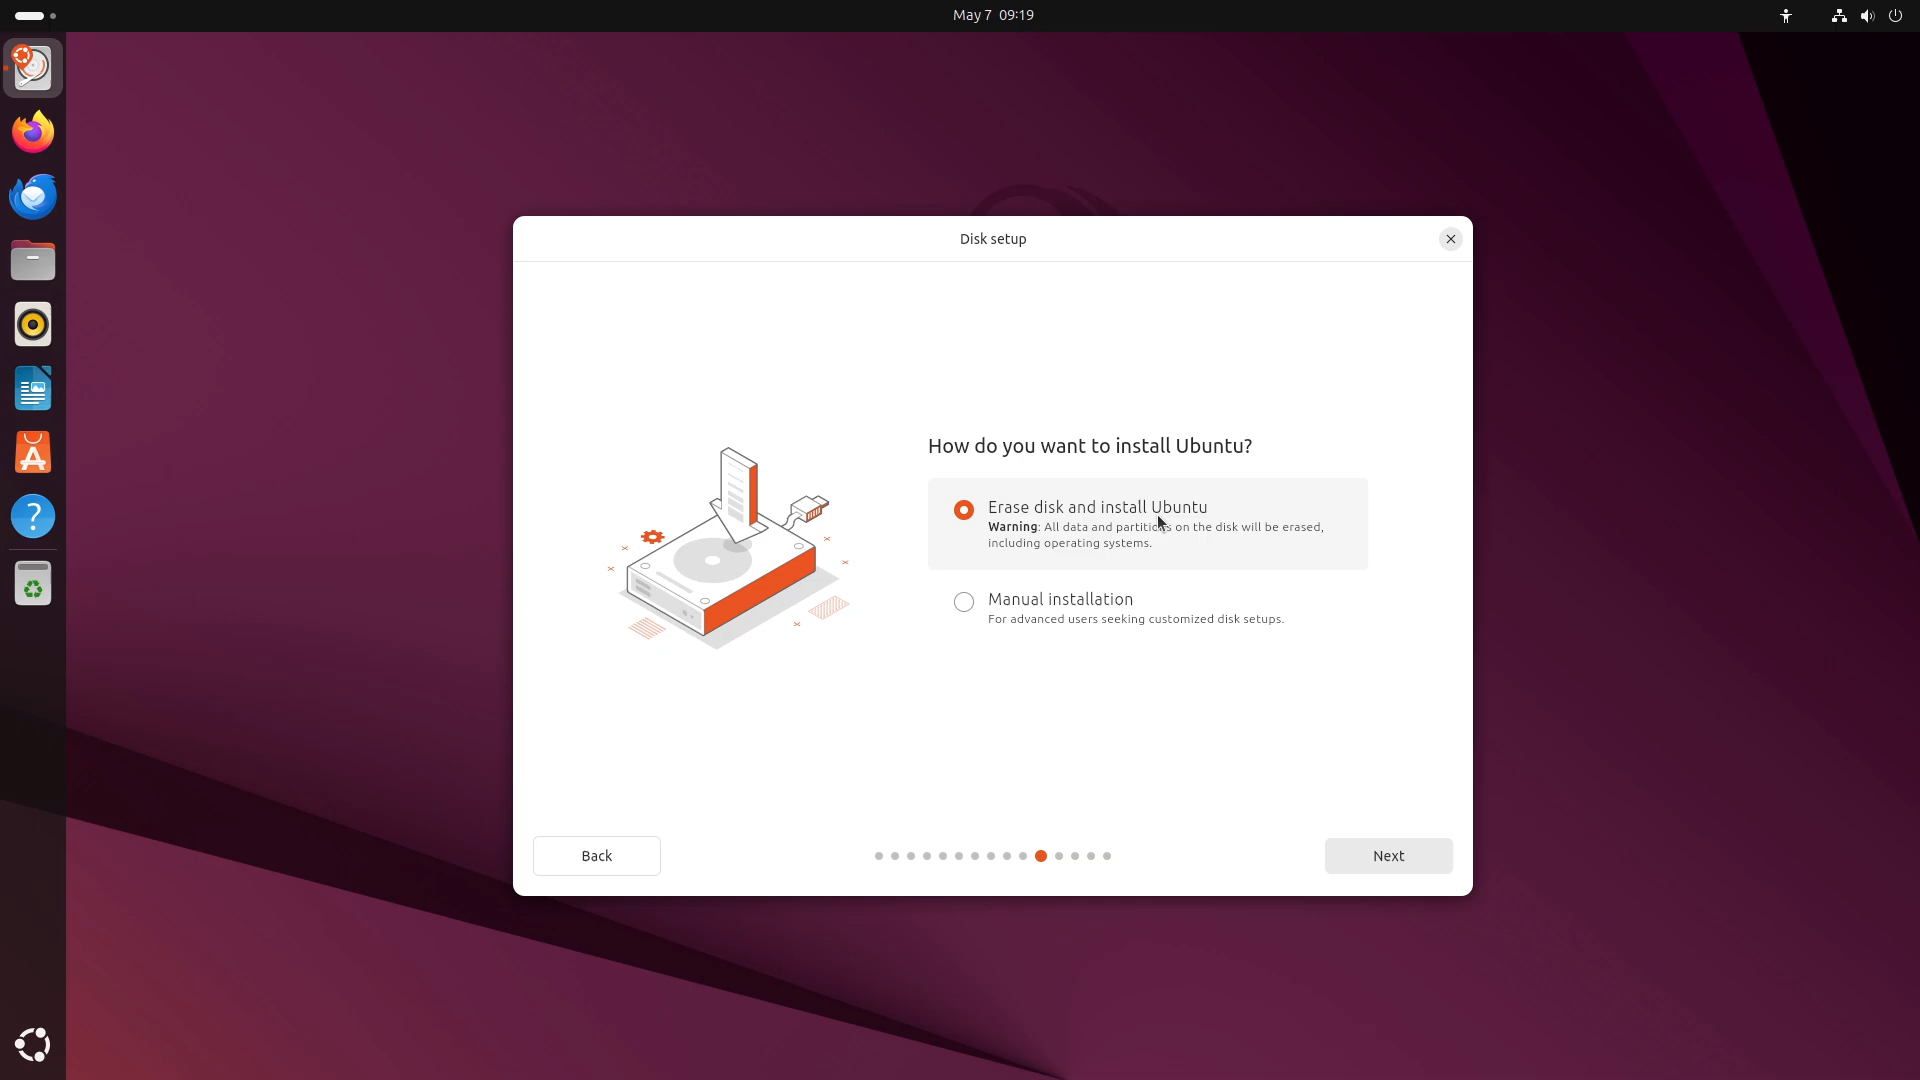 May 7 09:19
Disk setup
How do you want to install Ubuntu?
Erase disk and install Ubuntu
Warning: All data and partitions on the disk will be erased,
including operating systems.
Manual installation
For advanced users seeking customized disk setups.
Back
Next